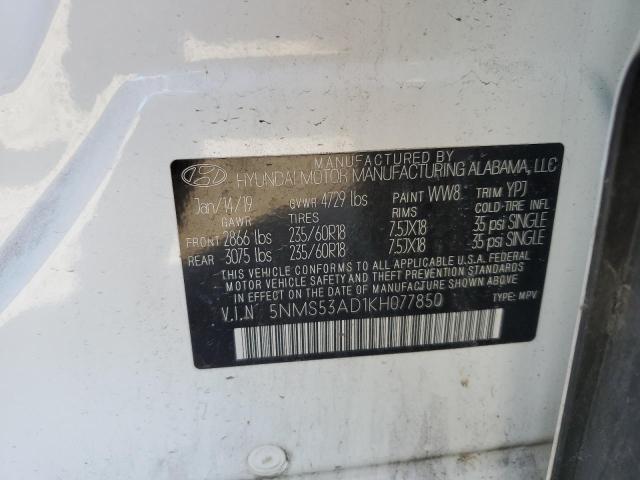 MANUFACTURED BY
HYUNDAI MOTOR MANUFACTURING ALABAMA, LLC
Jan/14/19 GVWR 4729 lbs PAINT WW8 TRIM YPJ
GAWR TIRES RIMS COLD-TIRE INFL
FRONT 2866 lbs 235/60R18 7.5JX18 35 psi SINGLE
REAR 3075 lbs 235/60R18 7.5JX18 35 psi SINGLE
THIS VEHICLE CONFORMS TO ALL APPLICABLE U.S.A. FEDERAL
MOTOR VEHICLE SAFETY AND THEFT PREVENTION STANDARDS
IN EFFECT ON THE DATE OF MANUFACTURE SHOWN ABOVE.
V.I.N 5NMS53AD1KH077850 TYPE: MPV